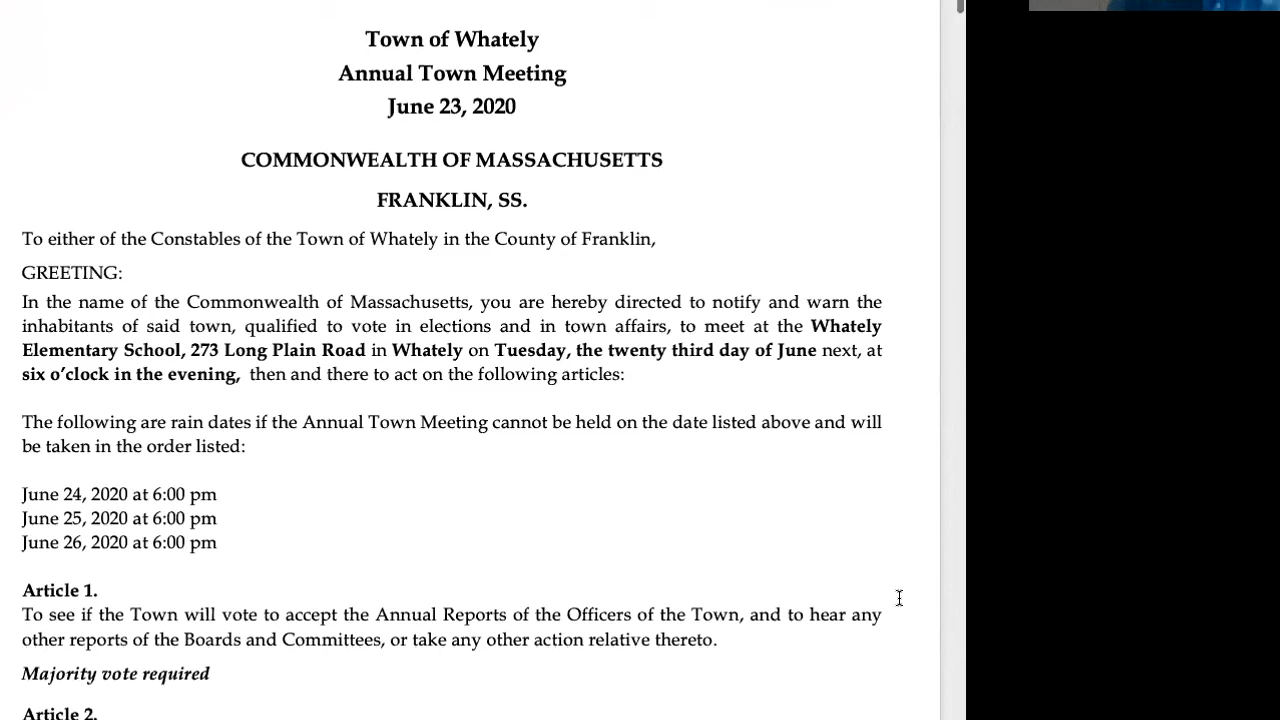 Town of Whately
Annual Town Meeting
June 23, 2020
COMMONWEALTH OF MASSACHUSETTS
FRANKLIN, SS.
To either of the Constables of the Town of Whately in the County of Franklin,
GREETING:
In the name of the Commonwealth of Massachusetts, you are hereby directed to notify and warn the
inhabitants of said town, qualified to vote in elections and in town affairs, to meet at the Whately
Elementary School, 273 Long Plain Road in Whately on Tuesday, the twenty third day of June next, at
six o’clock in the evening, then and there to act on the following articles:
The following are rain dates if the Annual Town Meeting cannot be held on the date listed above and will
be taken in the order listed:
June 24, 2020 at 6:00 pm
June 25, 2020 at 6:00 pm
June 26, 2020 at 6:00 pm
Article 1.
To see if the Town will vote to accept the Annual Reports of the Officers of the Town, and to hear any
other reports of the Boards and Committees, or take any other action relative thereto.
Majority vote required
Article 2.